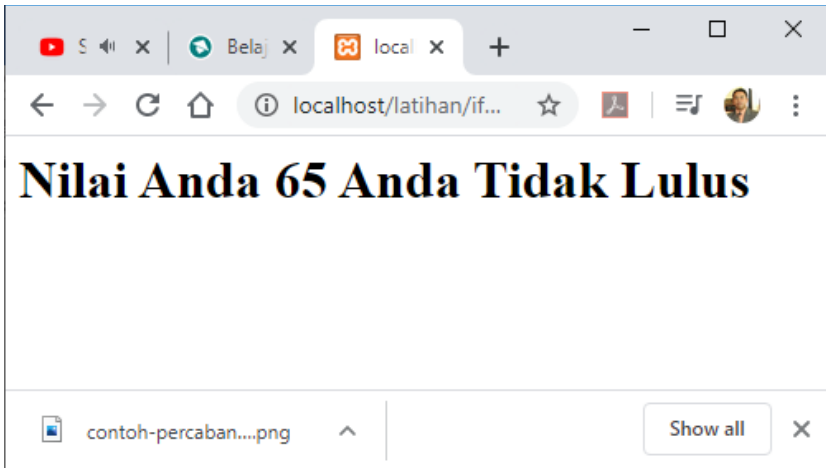 S
Belaj
local
localhost/latihan/if...
Nilai Anda 65 Anda Tidak Lulus
contoh-percaban....png
Show all